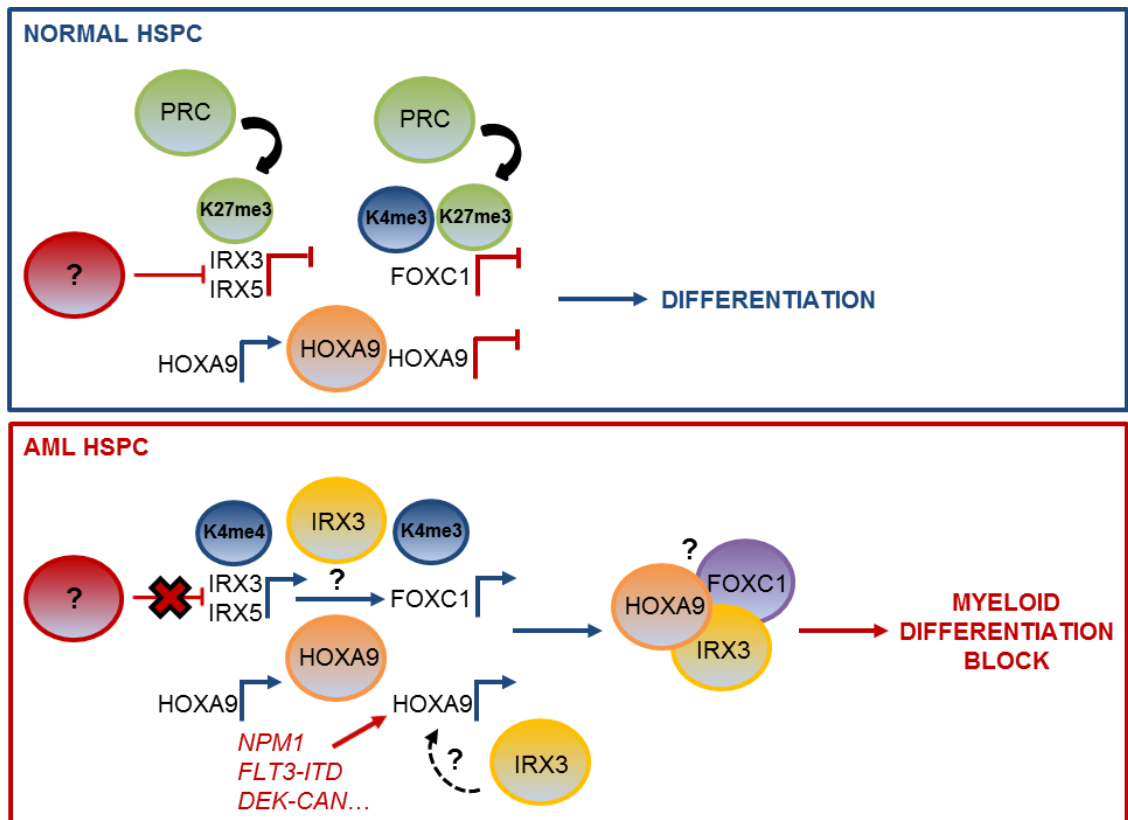 NORMAL HSPC
PRC
PRC
K27me3
K4me3
K27me3
?
IRX3
IRX5
FOXC1
DIFFERENTIATION
HOXA9
HOXA9
HOXA9
AML HSPC
K4me4
IRX3
K4me3
?
IRX3
IRX5
?
FOXC1
?
FOXC1
HOXA9
IRX3
MYELOID
DIFFERENTIATION
BLOCK
HOXA9
HOXA9
HOXA9
NPM1
FLT3-ITD
DEK-CAN…
?
IRX3